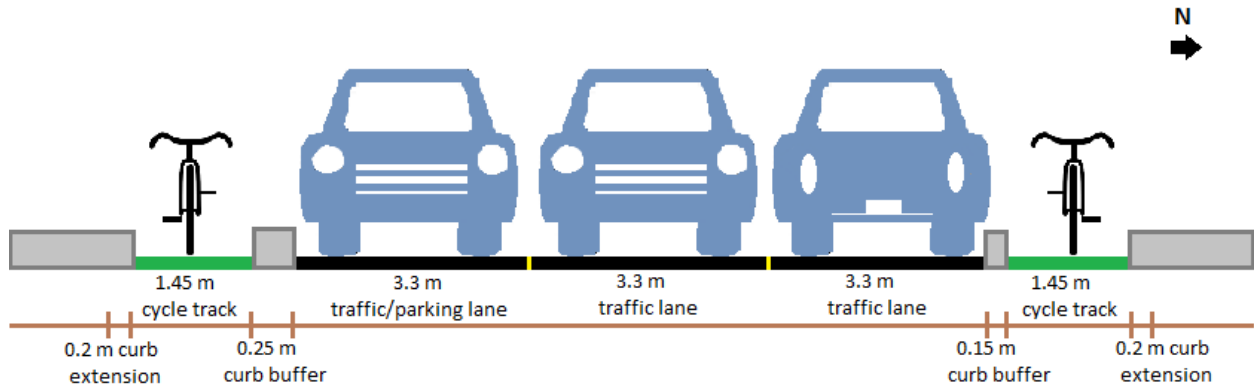 N
1.45 m
cycle track
3.3 m
traffic/parking lane
3.3 m
traffic lane
3.3 m
traffic lane
1.45 m
cycle track
0.2 m curb
extension
0.25 m
curb buffer
0.15 m
curb buffer
0.2 m curb
extension